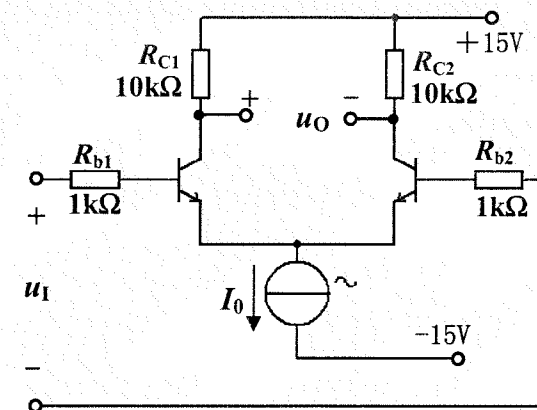 +15V
R_C1
10kΩ
R_C2
10kΩ
+
−
u_O
R_b1
1kΩ
R_b2
1kΩ
+
u_I
I_0
~
-15V
−